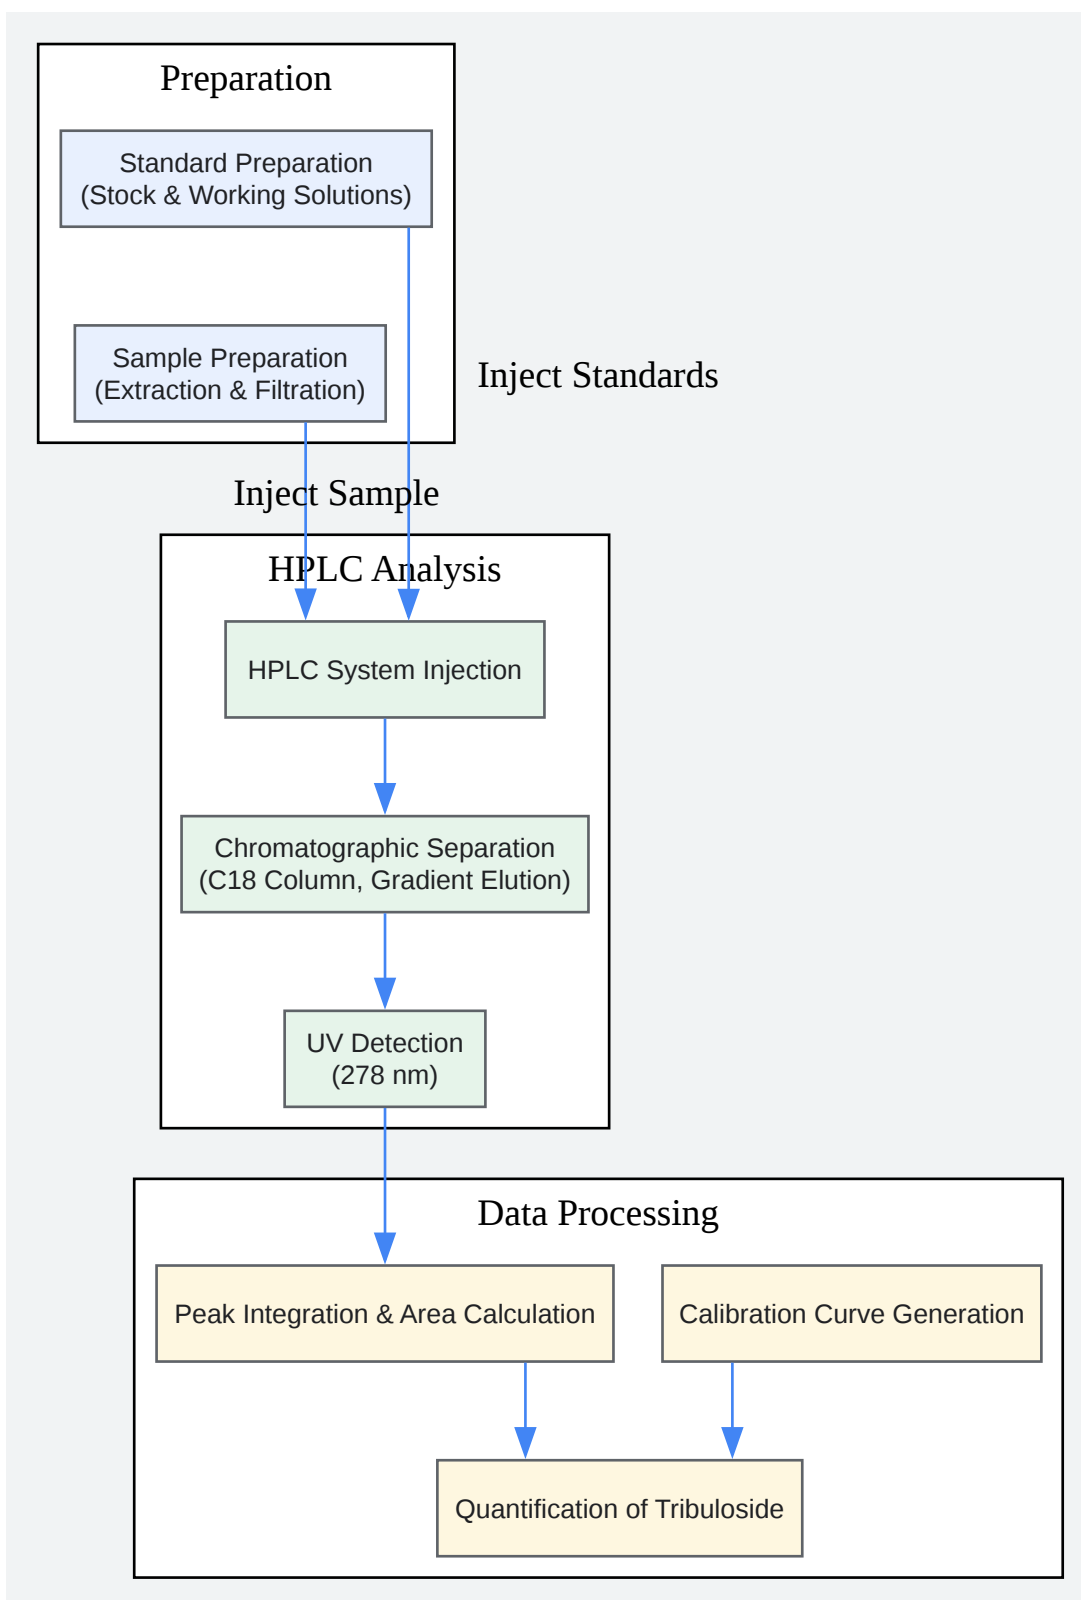 Preparation
Standard Preparation
(Stock & Working Solutions)
Sample Preparation
(Extraction & Filtration)
Inject Standards
Inject Sample
HPLC Analysis
HPLC System Injection
Chromatographic Separation
(C18 Column, Gradient Elution)
UV Detection
(278 nm)
Data Processing
Peak Integration & Area Calculation
Calibration Curve Generation
Quantification of Tribuloside